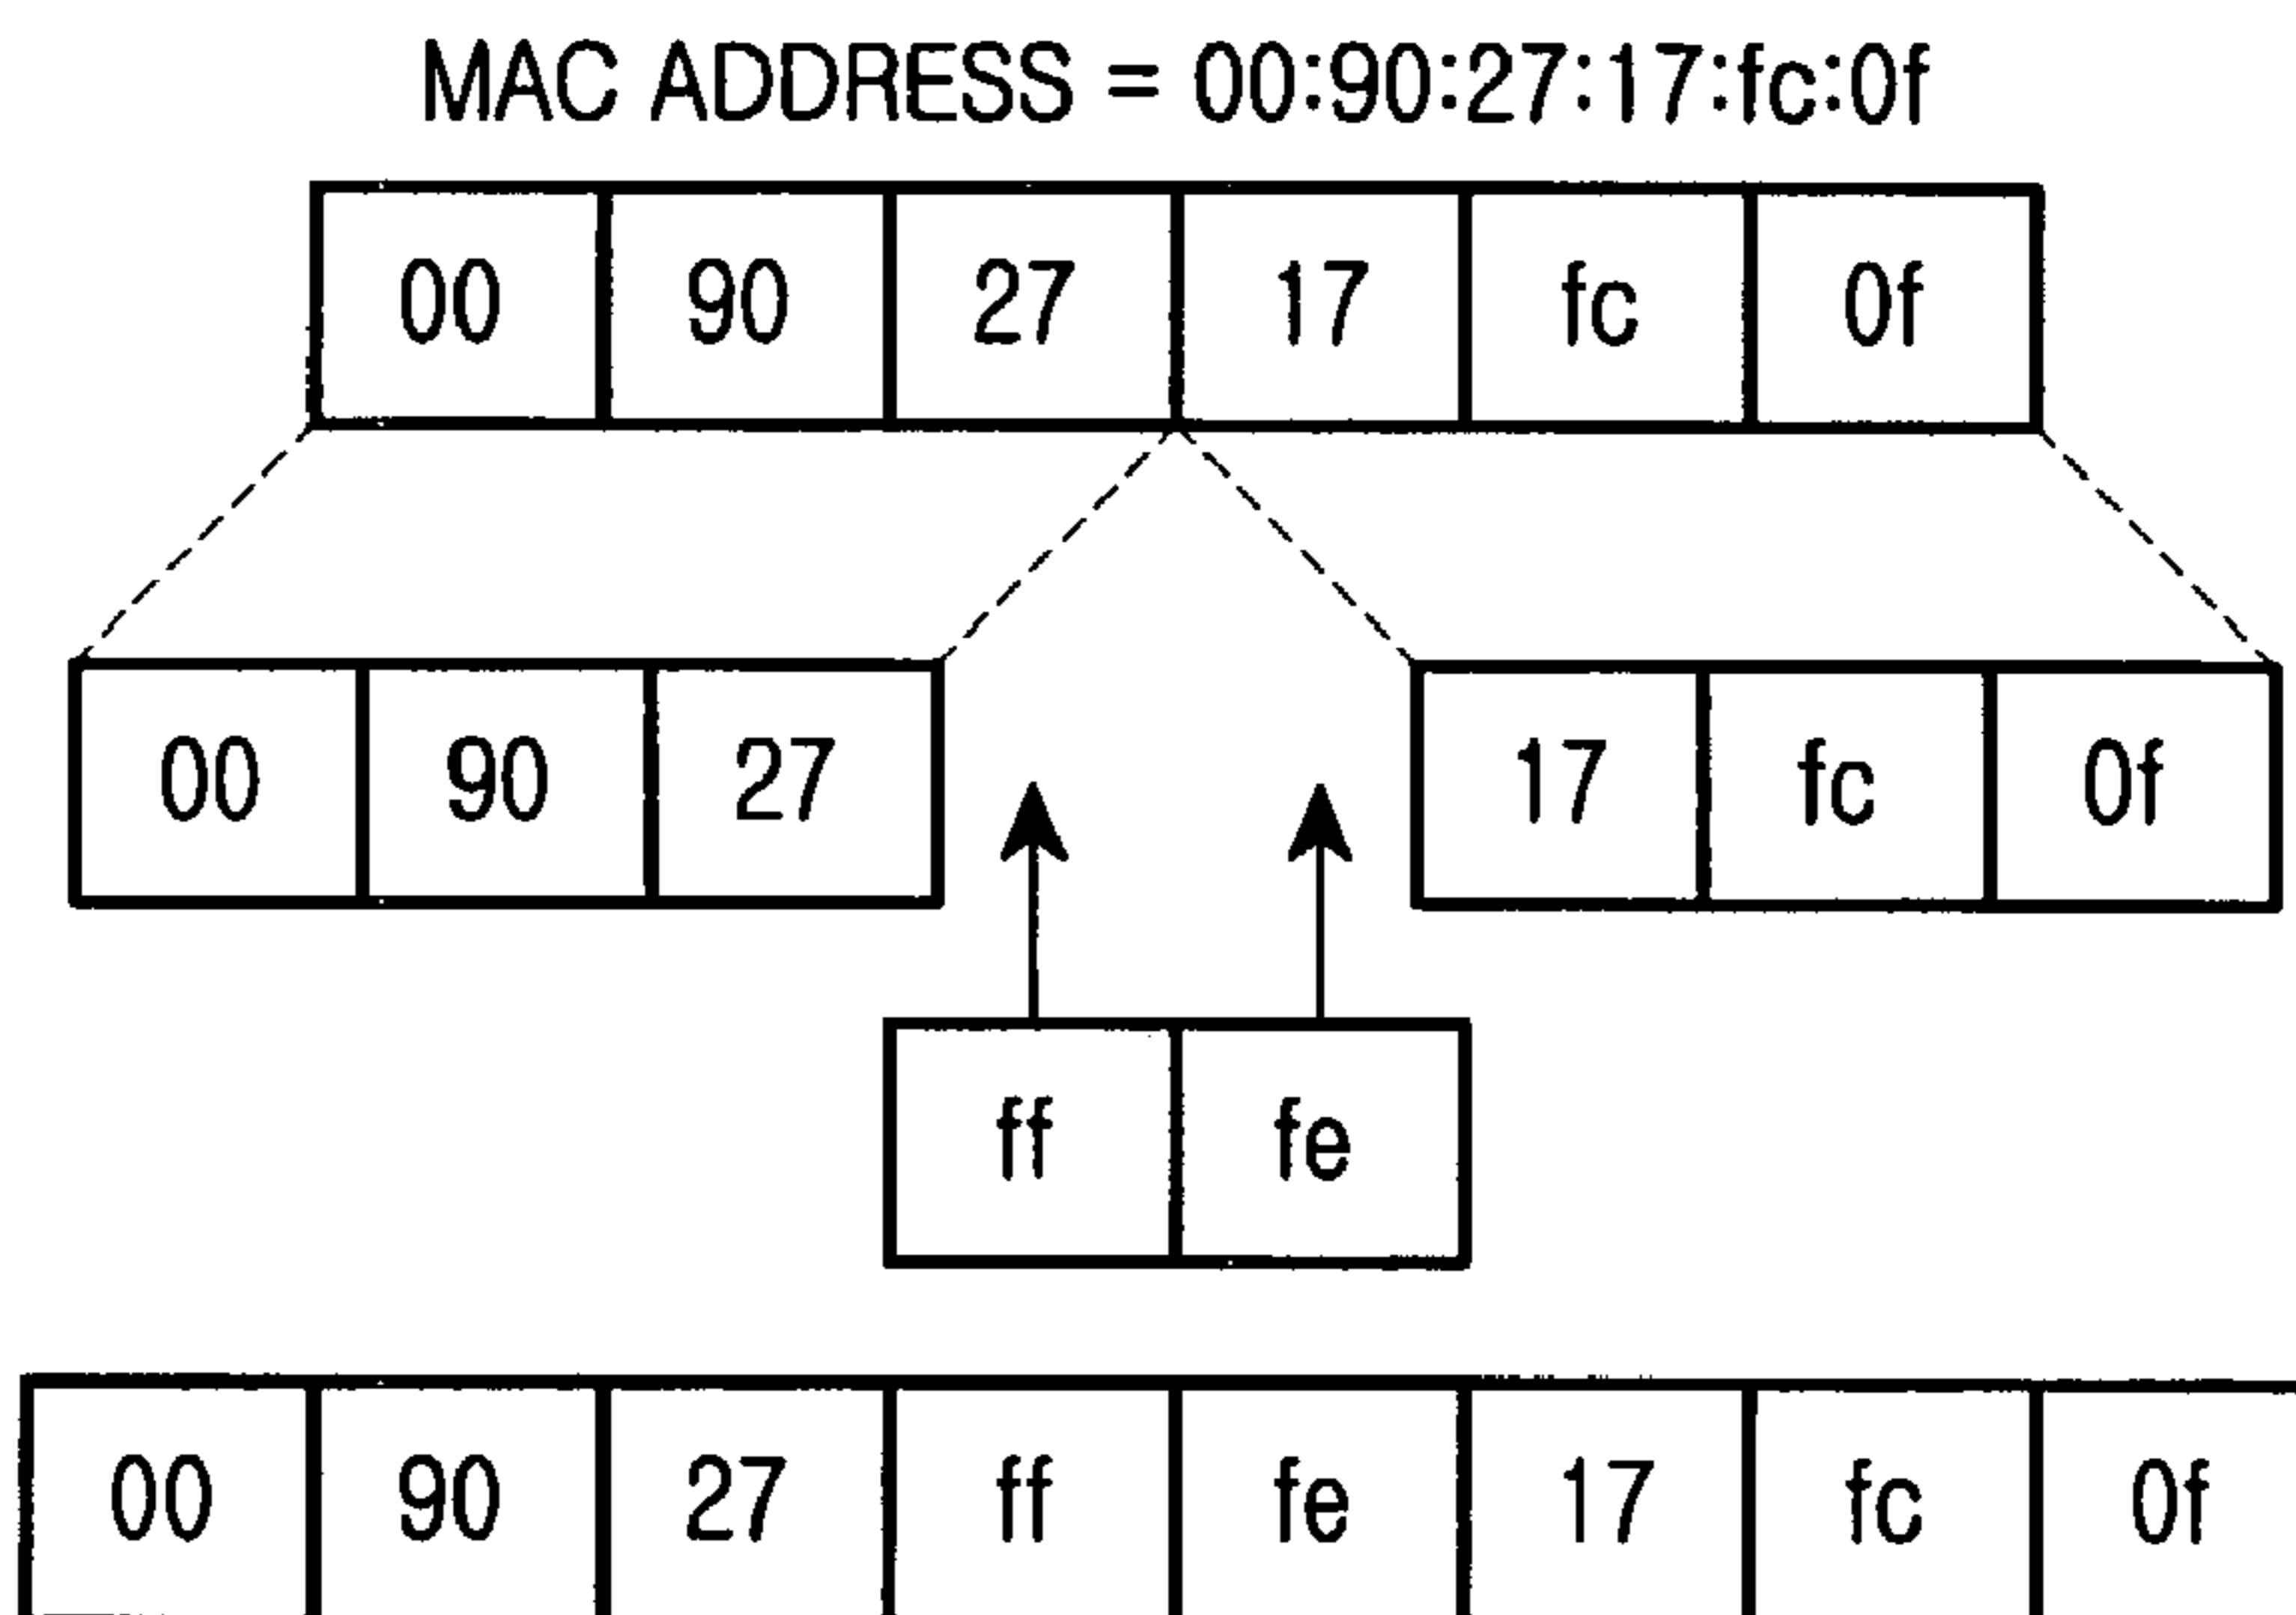 MAC ADDRESS = 00:90:27:17:fc:0f
00 90 27 17 fc 0f
00 90 27 17 fc 0f
ff fe
00 90 27 ff fe 17 fc 0f